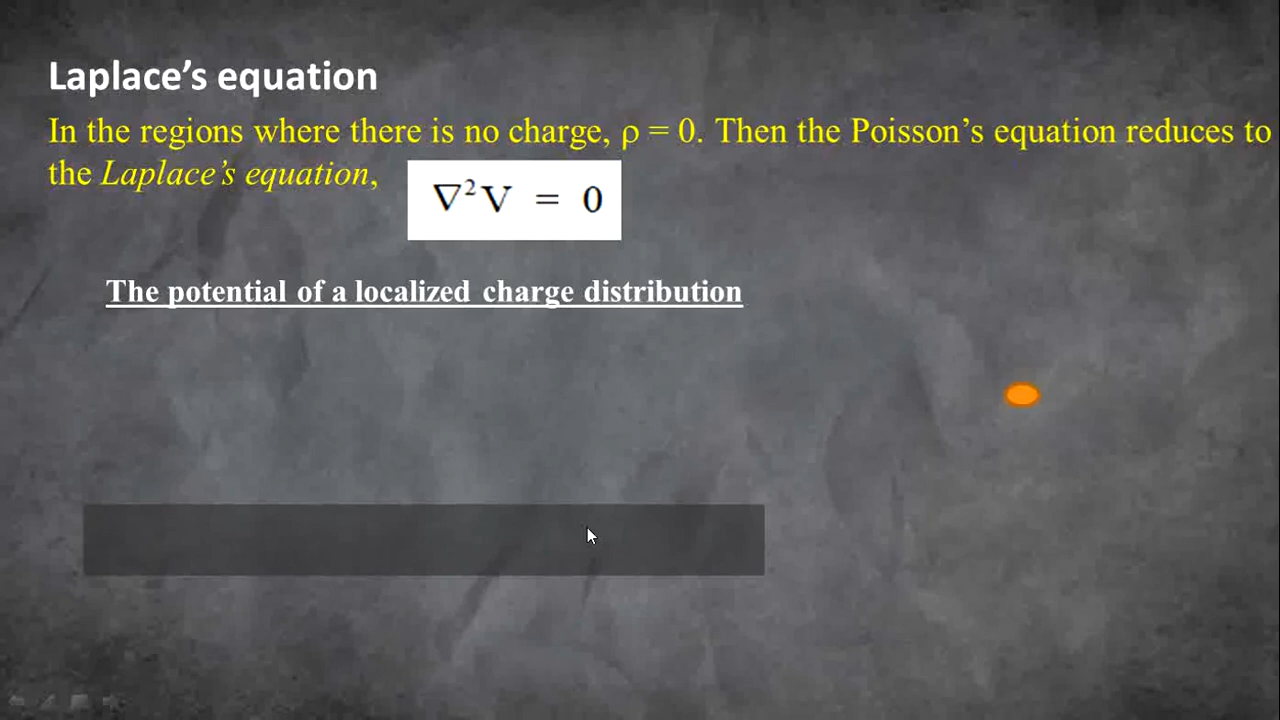 Laplace’s equation
In the regions where there is no charge, ρ = 0. Then the Poisson’s equation reduces to
the Laplace’s equation,
∇²V = 0
The potential of a localized charge distribution